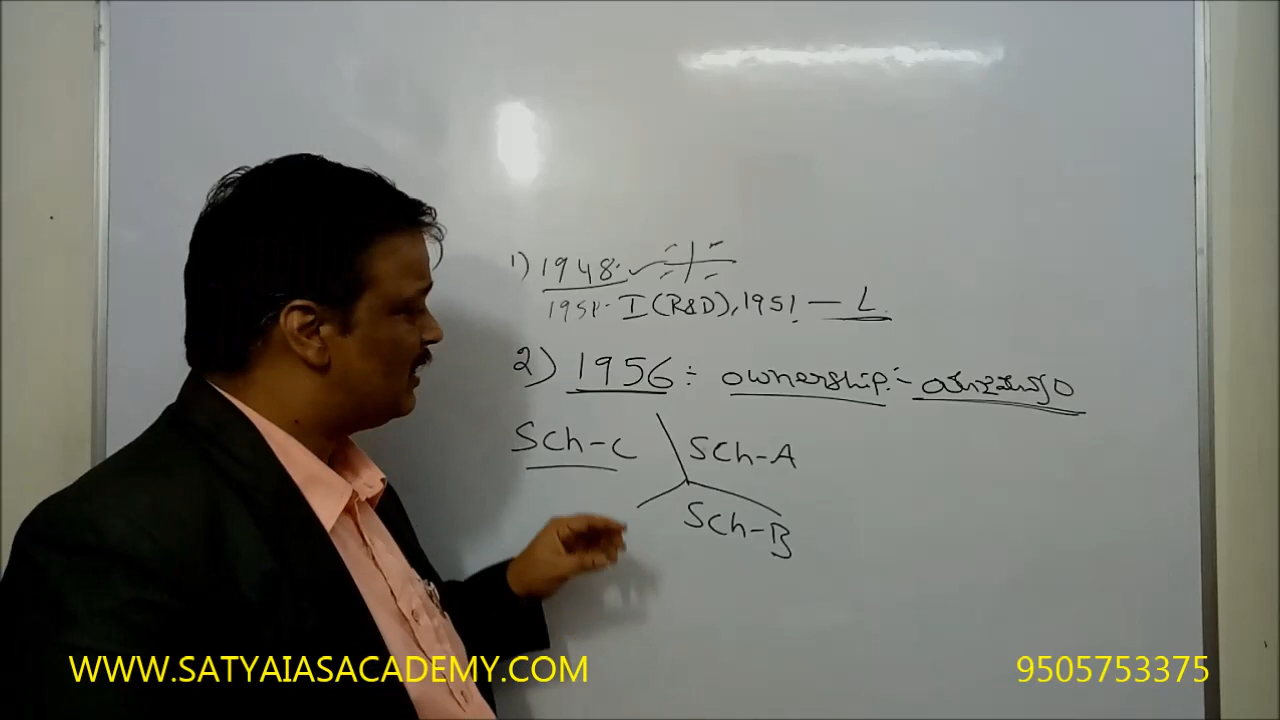 1) 1948:-
1951:- I (R&D), 1951 — L.
2) 1956 :- ownership:- యాజమాన్యం
Sch-C Sch-A
Sch-B
WWW.SATYAIASACADEMY.COM 9505753375